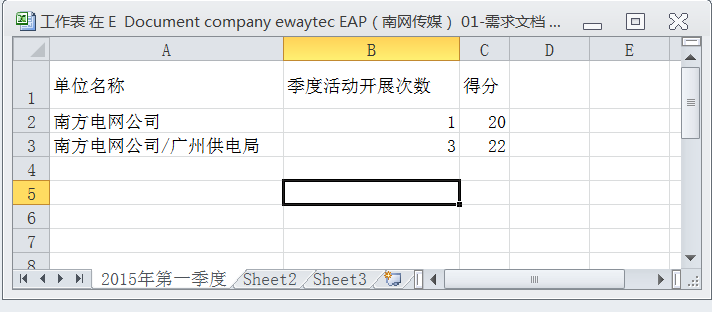 工作表 在 E Document company ewaytec EAP（南网传媒） 01-需求文档 ...
A B C D E
1 单位名称 季度活动开展次数 得分
2 南方电网公司 1 20
3 南方电网公司/广州供电局 3 22
4
5
6
7
8
2015年第一季度 Sheet2 Sheet3